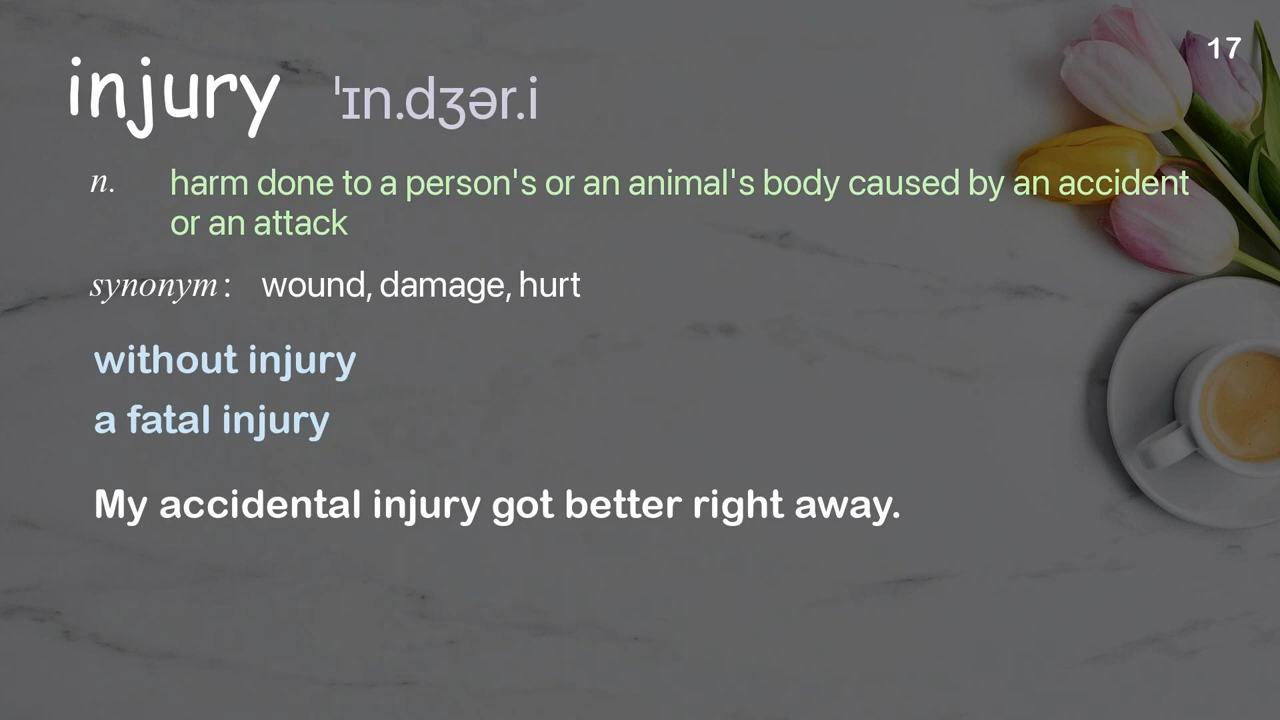 17
injury ˈɪn.dʒər.i
n. harm done to a person's or an animal's body caused by an accident
or an attack
synonym : wound, damage, hurt
without injury
a fatal injury
My accidental injury got better right away.